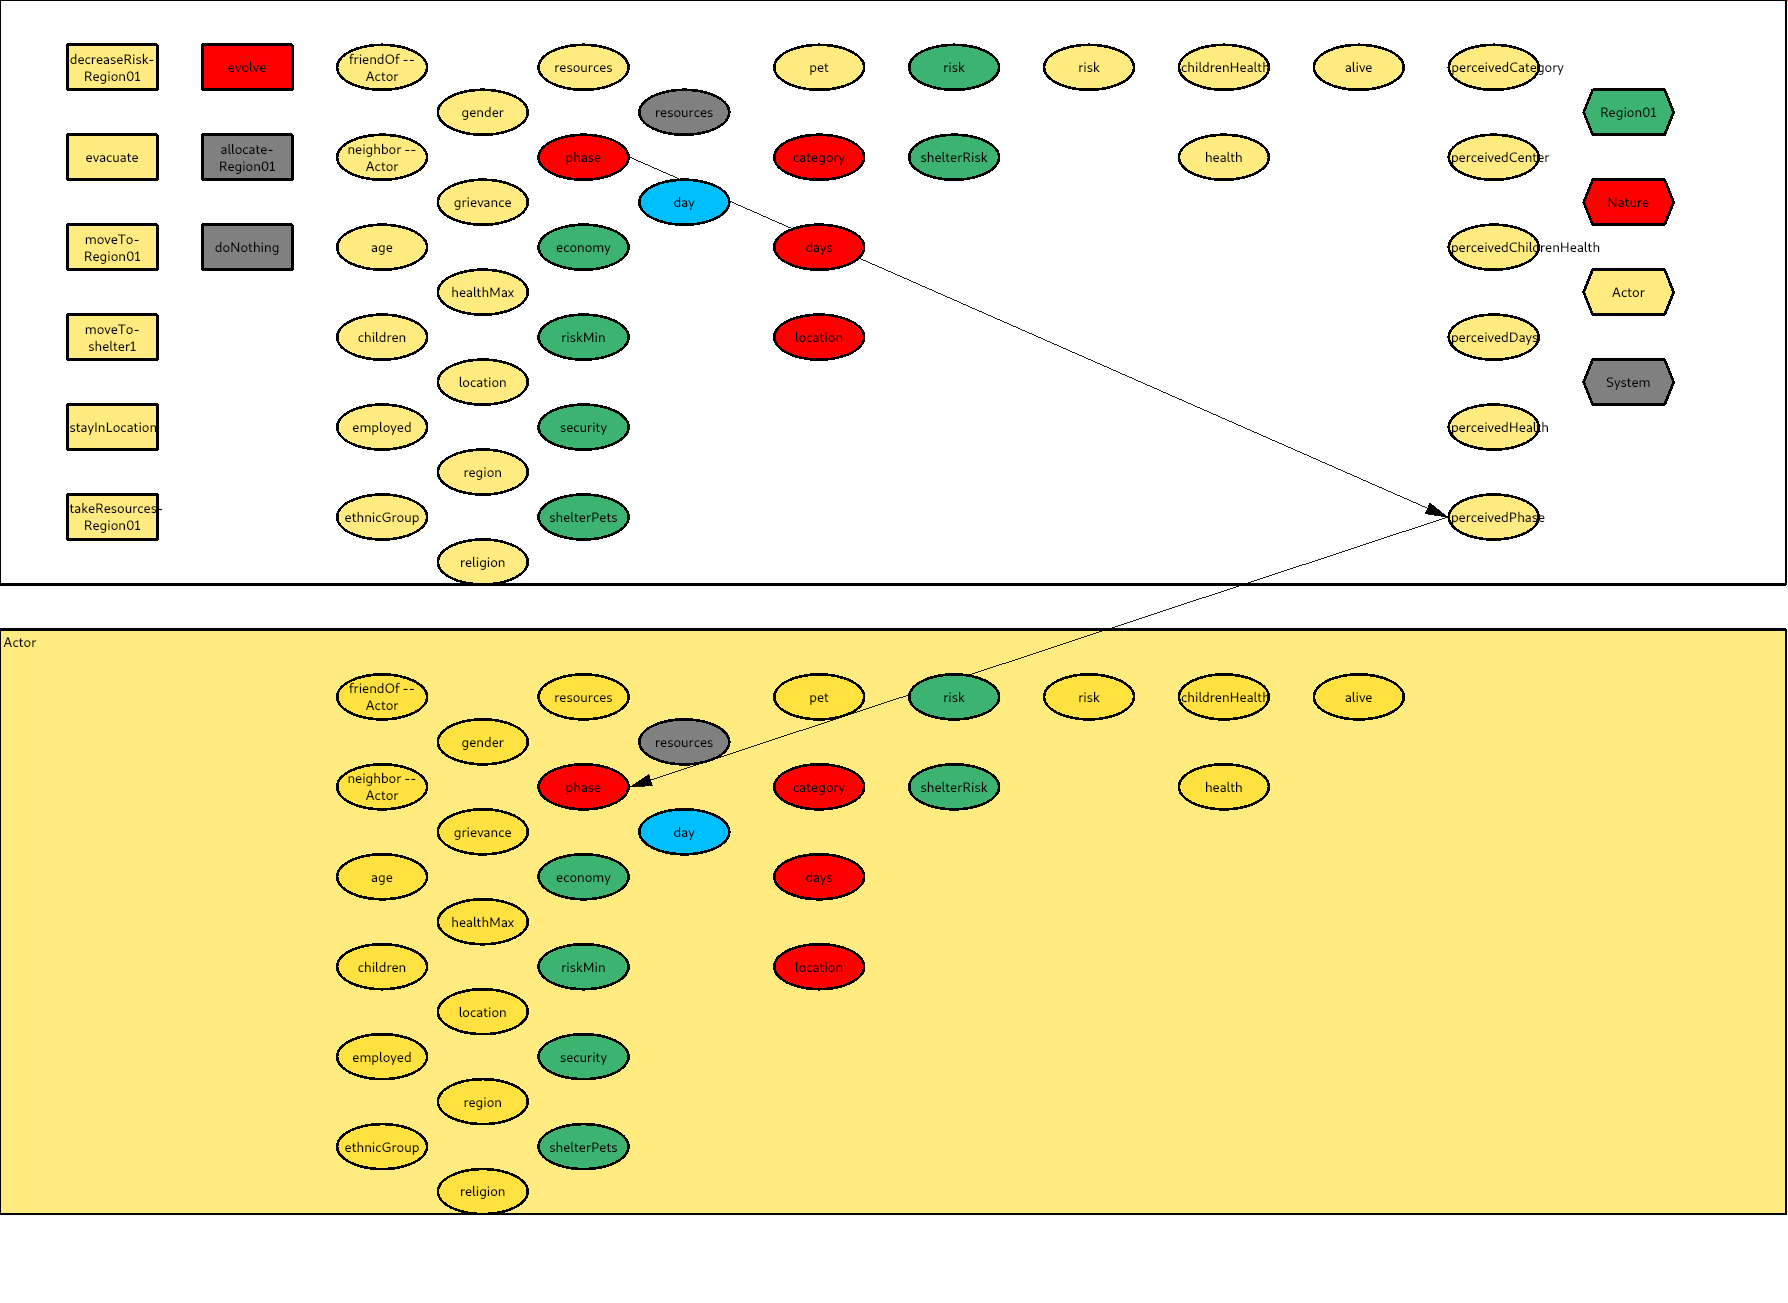 decreaseRisk-
Region01
evolve
friendOf --
Actor
resources
pet
risk
risk
childrenHealth
alive
perceivedCategory
gender
resources
Region01
evacuate
allocate-
Region01
neighbor --
Actor
phase
category
shelterRisk
health
perceivedCenter
grievance
day
Nature
moveTo-
Region01
doNothing
age
economy
days
perceivedChildrenHealth
healthMax
Actor
moveTo-
shelter1
children
riskMin
location
perceivedDays
location
System
stayInLocation
employed
security
perceivedHealth
region
takeResources-
Region01
ethnicGroup
shelterPets
perceivedPhase
religion
Actor
friendOf --
Actor
resources
pet
risk
risk
childrenHealth
alive
gender
resources
neighbor --
Actor
phase
category
shelterRisk
health
grievance
day
age
economy
days
healthMax
children
riskMin
location
location
employed
security
region
ethnicGroup
shelterPets
religion